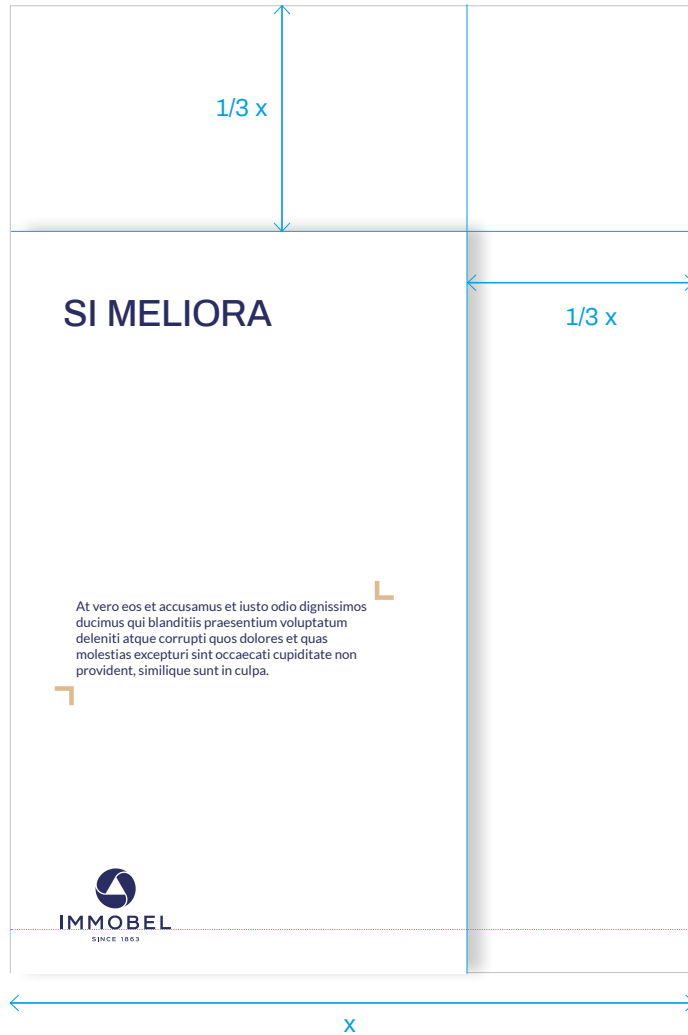 1/3 x
SI MELIORA
1/3 x
At vero eos et accusamus et iusto odio dignissimos
ducimus qui blanditiis praesentium voluptatum
deleniti atque corrupti quos dolores et quas
molestias excepturi sint occaecati cupiditate non
provident, similique sunt in culpa.
IMMOBEL
SINCE 1863
x